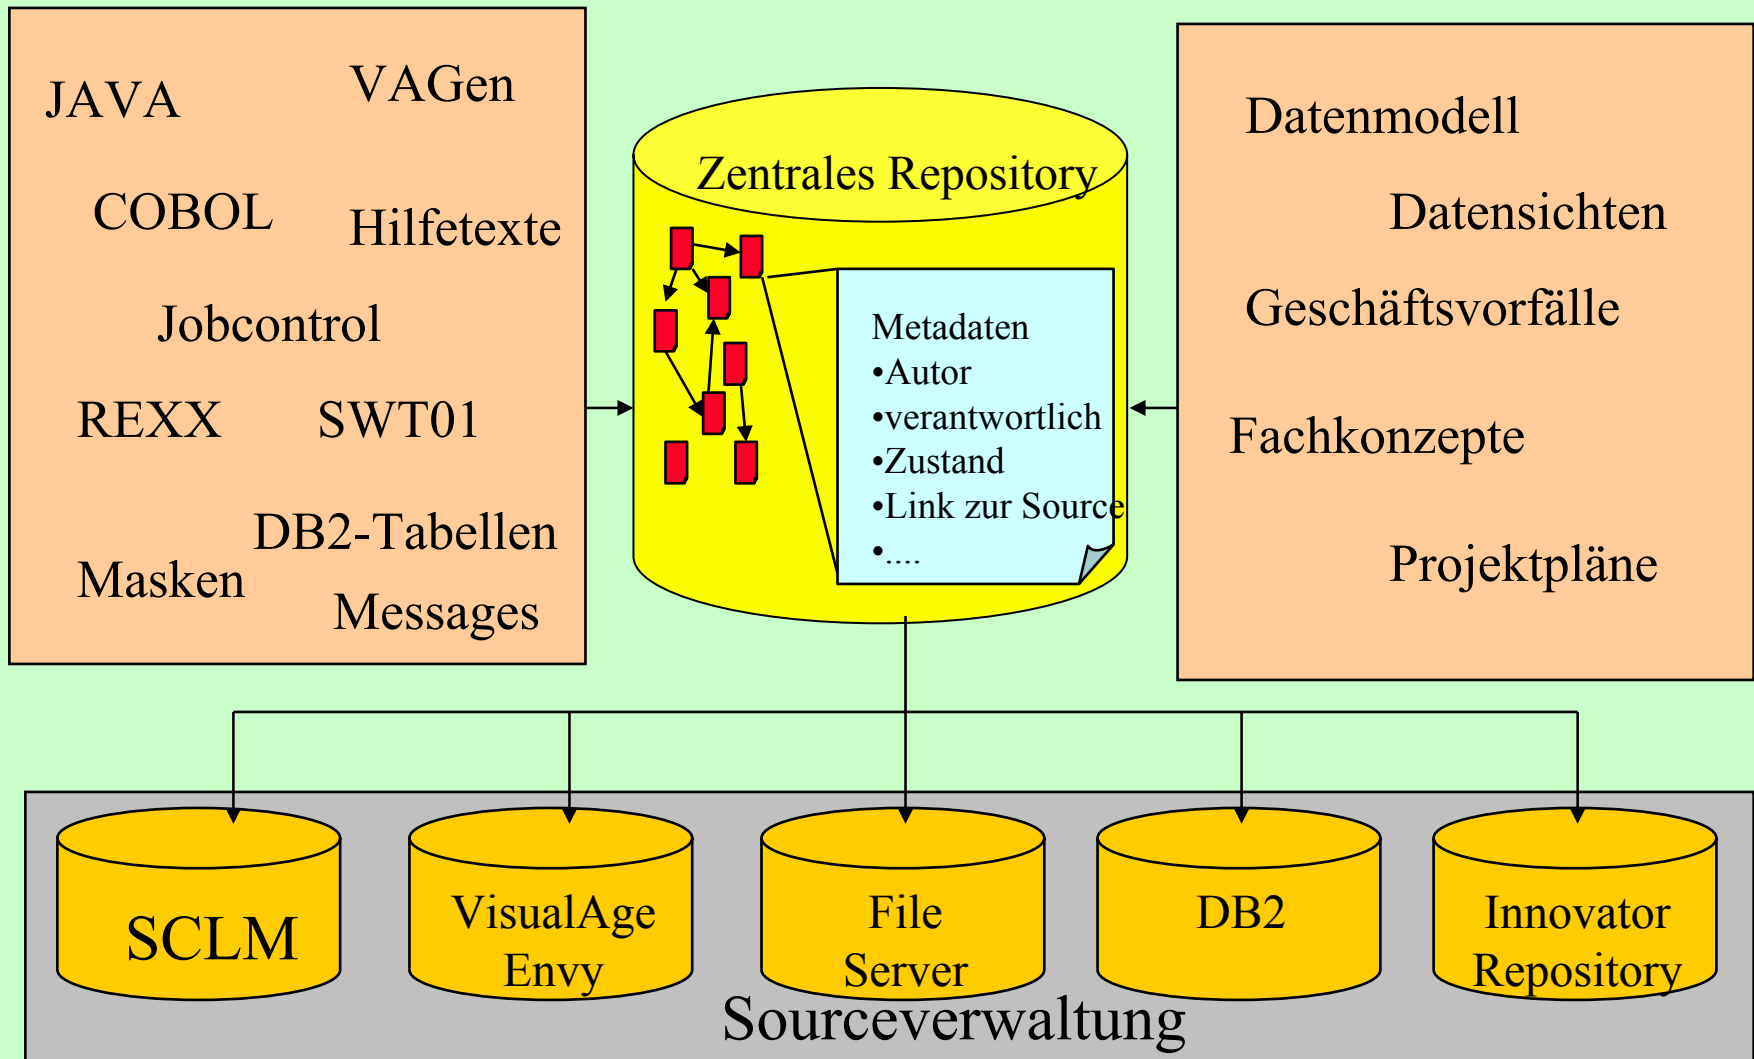 JAVA
VAGen
COBOL
Hilfetexte
Jobcontrol
REXX
SWT01
DB2-Tabellen
Masken
Messages
Zentrales Repository
Metadaten
•Autor
•verantwortlich
•Zustand
•Link zur Source
•....
Datenmodell
Datensichten
Geschäftsvorfälle
Fachkonzepte
Projektpläne
SCLM
VisualAge
Envy
File
Server
DB2
Innovator
Repository
Sourceverwaltung